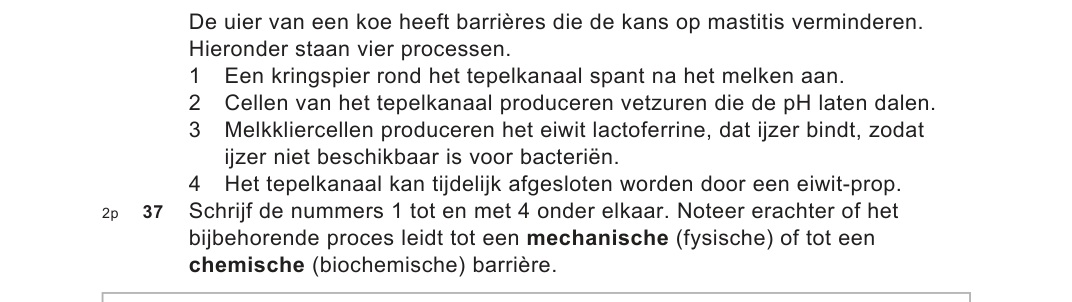 De uier van een koe heeft barrières die de kans op mastitis verminderen.
Hieronder staan vier processen.
1 Een kringspier rond het tepelkanaal spant na het melken aan.
2 Cellen van het tepelkanaal produceren vetzuren die de pH laten dalen.
3 Melkkliercellen produceren het eiwit lactoferrine, dat ijzer bindt, zodat
ijzer niet beschikbaar is voor bacteriën.
4 Het tepelkanaal kan tijdelijk afgesloten worden door een eiwit-prop.
2p 37 Schrijf de nummers 1 tot en met 4 onder elkaar. Noteer erachter of het
bijbehorende proces leidt tot een mechanische (fysische) of tot een
chemische (biochemische) barrière.